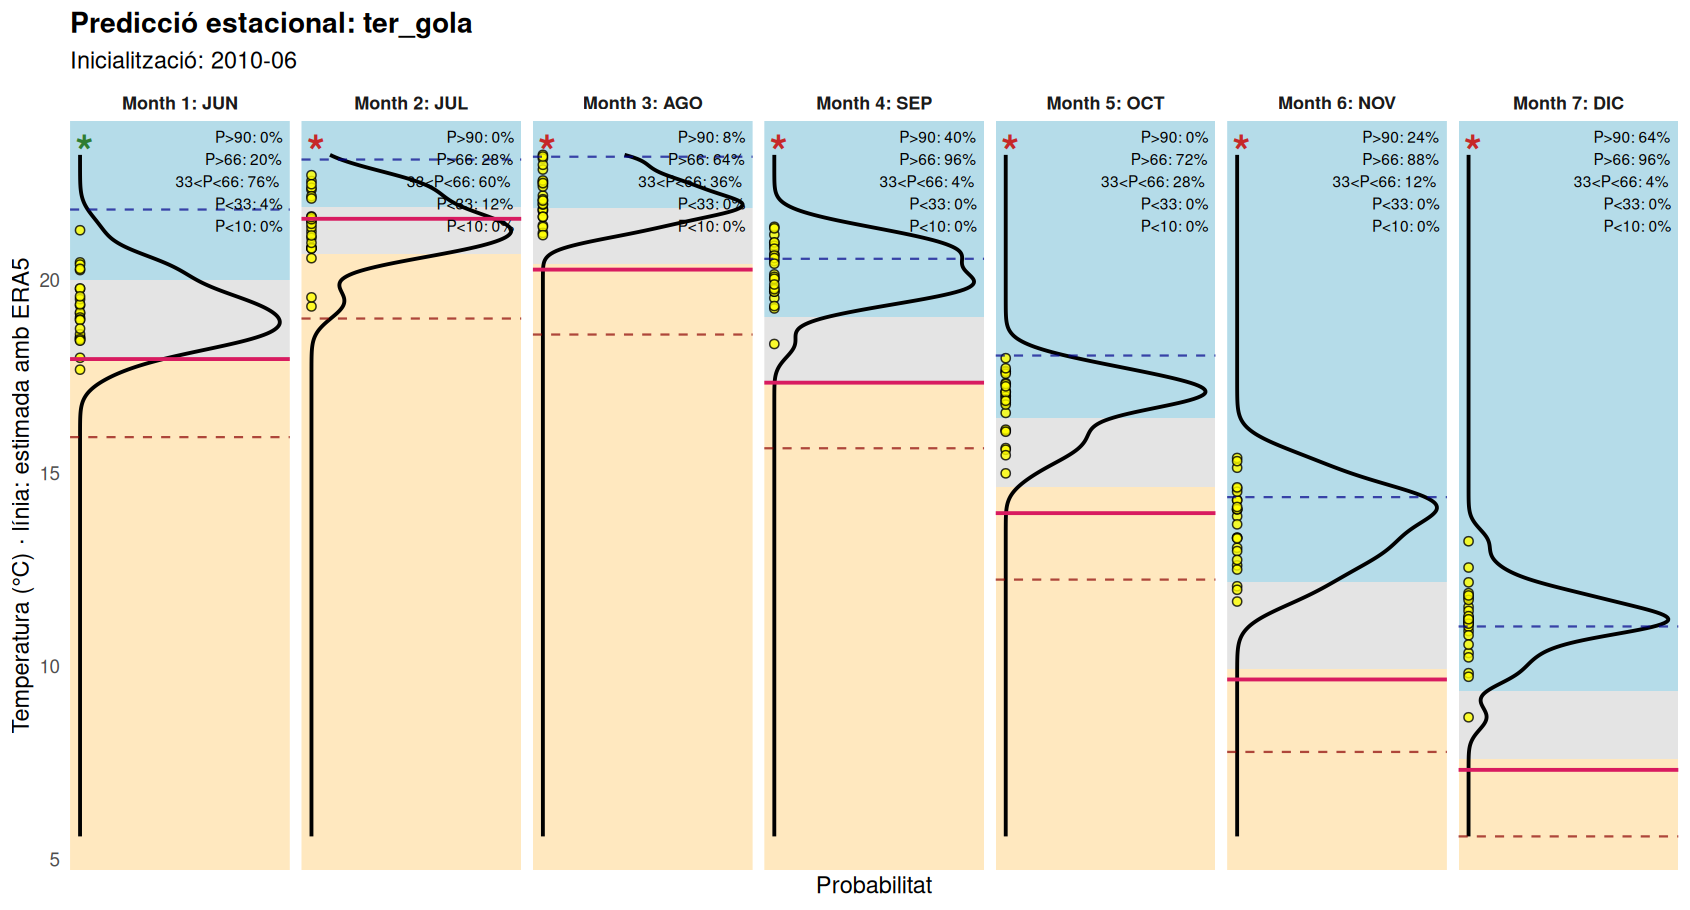 Predicció estacional: ter_gola
Inicialització: 2010-06
Month 1: JUN
Month 2: JUL
Month 3: AGO
Month 4: SEP
Month 5: OCT
Month 6: NOV
Month 7: DIC
*
P>90: 0%
P>66: 20%
33<P<66: 76%
P<33: 4%
P<10: 0%
*
P>90: 0%
P>66: 28%
33<P<66: 60%
P<33: 12%
P<10: 0%
*
P>90: 8%
P>66: 64%
33<P<66: 36%
P<33: 0%
P<10: 0%
*
P>90: 40%
P>66: 96%
33<P<66: 4%
P<33: 0%
P<10: 0%
*
P>90: 0%
P>66: 72%
33<P<66: 28%
P<33: 0%
P<10: 0%
*
P>90: 24%
P>66: 88%
33<P<66: 12%
P<33: 0%
P<10: 0%
*
P>90: 64%
P>66: 96%
33<P<66: 4%
P<33: 0%
P<10: 0%
Temperatura (°C) · línia: estimada amb ERA5
20
15
10
5
Probabilitat